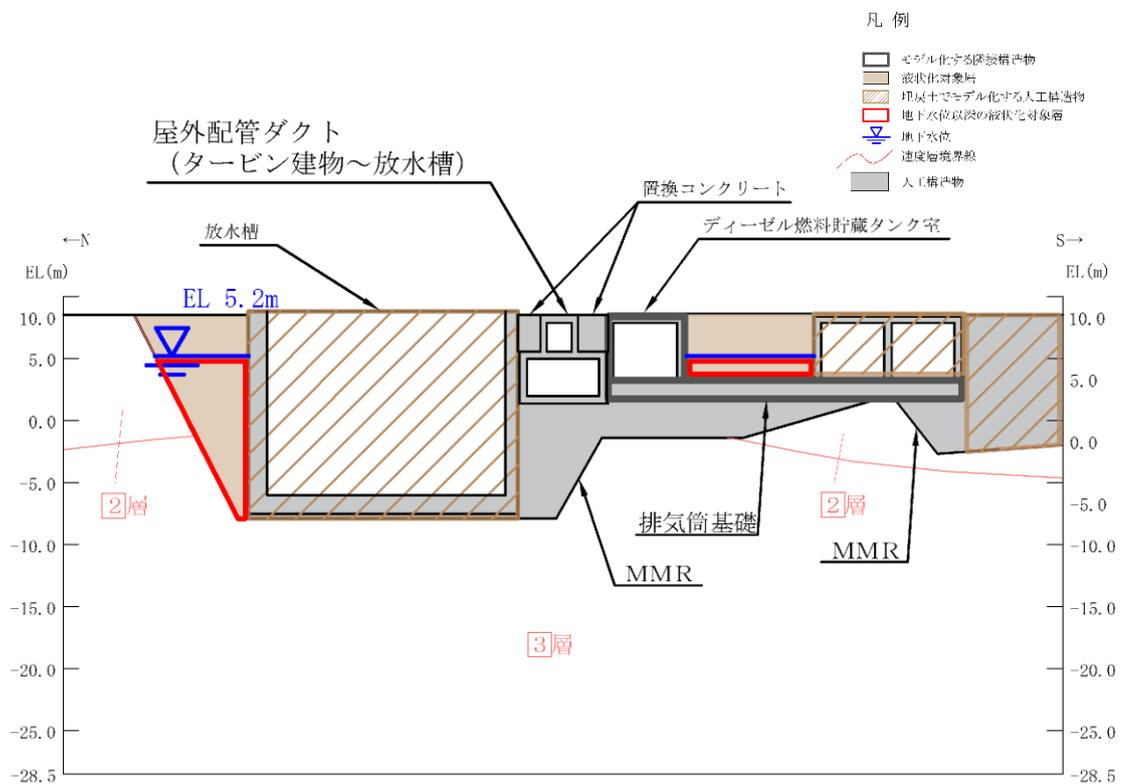 凡 例
モデル化する隣接構造物
液状化対象層
埋戻土でモデル化する人工構造物
地下水位以深の液状化対象層
地下水位
速度層境界線
人工構造物
屋外配管ダクト
（タービン建物～放水槽）
置換コンクリート
放水槽
ディーゼル燃料貯蔵タンク室
←N
S→
EL(m)
EL(m)
EL 5.2m
10.0
5.0
0.0
-5.0
-10.0
-15.0
-20.0
-25.0
-28.5
10.0
5.0
0.0
-5.0
-10.0
-15.0
-20.0
-25.0
-28.5
2層
2層
排気筒基礎
MMR
MMR
3層